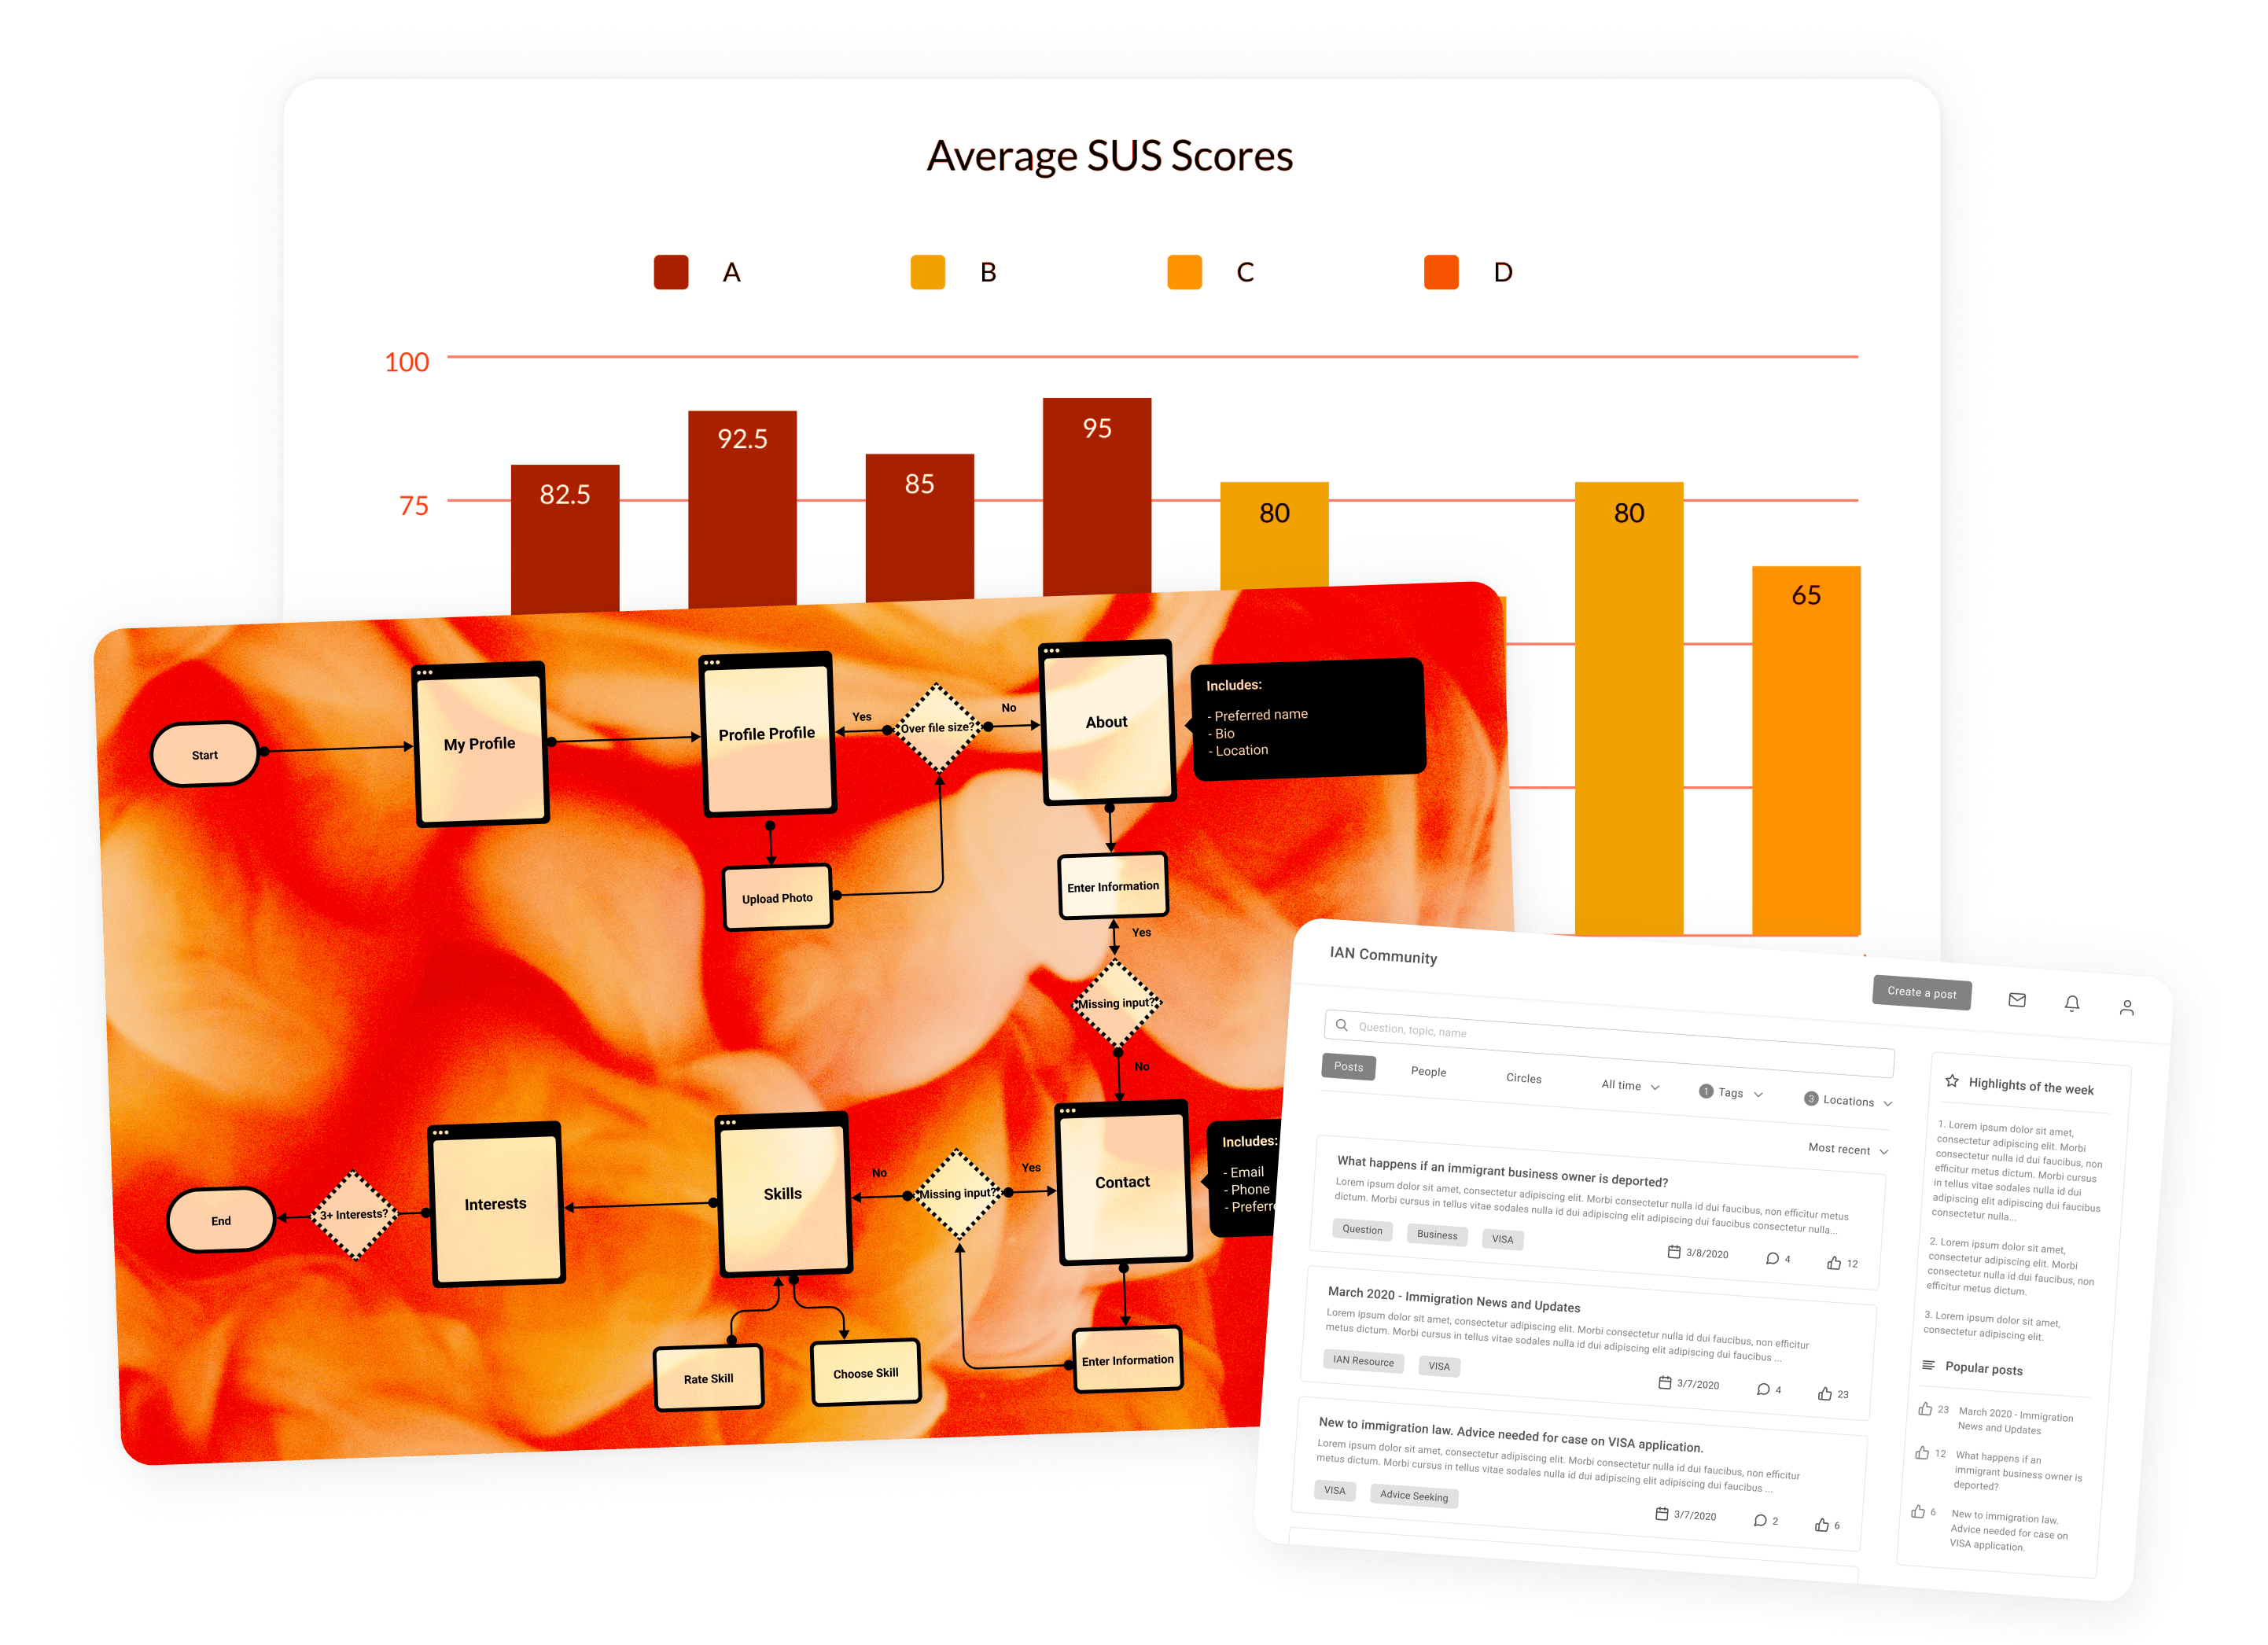 Average SUS Scores
A
B
C
D
100
75
82.5
92.5
85
95
80
80
65
Start
My Profile
Profile Profile
Yes
Over file size?
No
About
Includes:
- Preferred name
- Bio
- Location
Upload Photo
Enter Information
Yes
Missing input?
No
End
3+ Interests?
Interests
Skills
No
Missing input?
Yes
Contact
Includes:
- Email
- Phone
Rate Skill
Choose Skill
Enter Information
IAN Community
Create a post
Question, topic, name
Posts
People
Circles
All time
1 Tags
3 Locations
Most recent
What happens if an immigrant business owner is deported?
Lorem ipsum dolor sit amet, consectetur adipiscing elit. Morbi consectetur nulla id dui faucibus, non efficitur metus
dictum. Morbi cursus in tellus vitae sodales nulla id dui adipiscing elit adipiscing dui faucibus consectetur nulla...
Question
Business
VISA
3/8/2020
4
12
March 2020 - Immigration News and Updates
Lorem ipsum dolor sit amet, consectetur adipiscing elit. Morbi consectetur nulla id dui faucibus, non efficitur
metus dictum. Morbi cursus in tellus vitae sodales nulla id dui adipiscing elit adipiscing dui faucibus ...
IAN Resource
VISA
3/7/2020
4
23
New to immigration law. Advice needed for case on VISA application.
Lorem ipsum dolor sit amet, consectetur adipiscing elit. Morbi consectetur nulla id dui faucibus, non efficitur
metus dictum. Morbi cursus in tellus vitae sodales nulla id dui adipiscing elit adipiscing dui faucibus ...
VISA
Advice Seeking
3/7/2020
2
6
Highlights of the week
1. Lorem ipsum dolor sit amet,
consectetur adipiscing elit. Morbi
consectetur nulla id dui faucibus, non
efficitur metus dictum. Morbi cursus
in tellus vitae sodales nulla id dui
adipiscing elit adipiscing dui faucibus
consectetur nulla...
2. Lorem ipsum dolor sit amet,
consectetur adipiscing elit. Morbi
consectetur nulla id dui faucibus, non
efficitur metus dictum.
3. Lorem ipsum dolor sit amet,
consectetur adipiscing elit.
Popular posts
23 March 2020 - Immigration
News and Updates
12 What happens if an
immigrant business owner is
deported?
6 New to immigration law.
Advice needed for case on
VISA application.